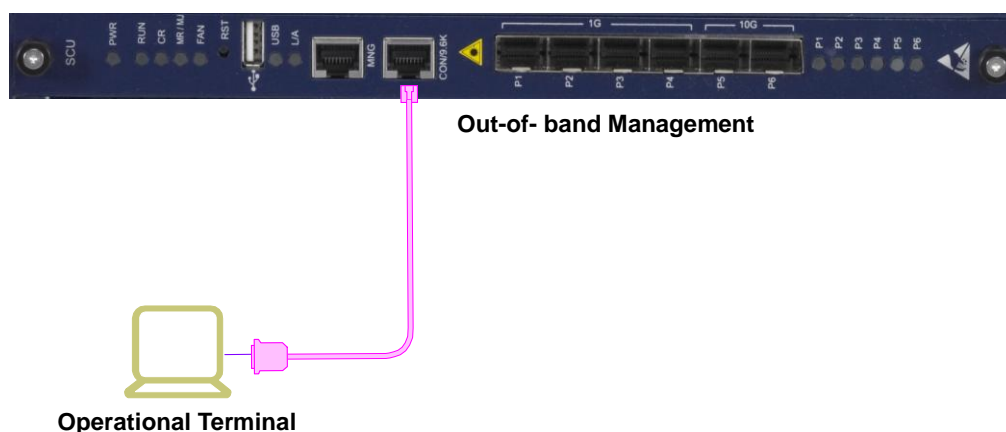 SCU
PWR
RUN
CR
MR/MJ
FAN
RST
USB
L/A
MNG
CON/9.6K
1G
10G
P1
P2
P3
P4
P5
P6
P1
P2
P3
P4
P5
P6
Out-of- band Management
Operational Terminal